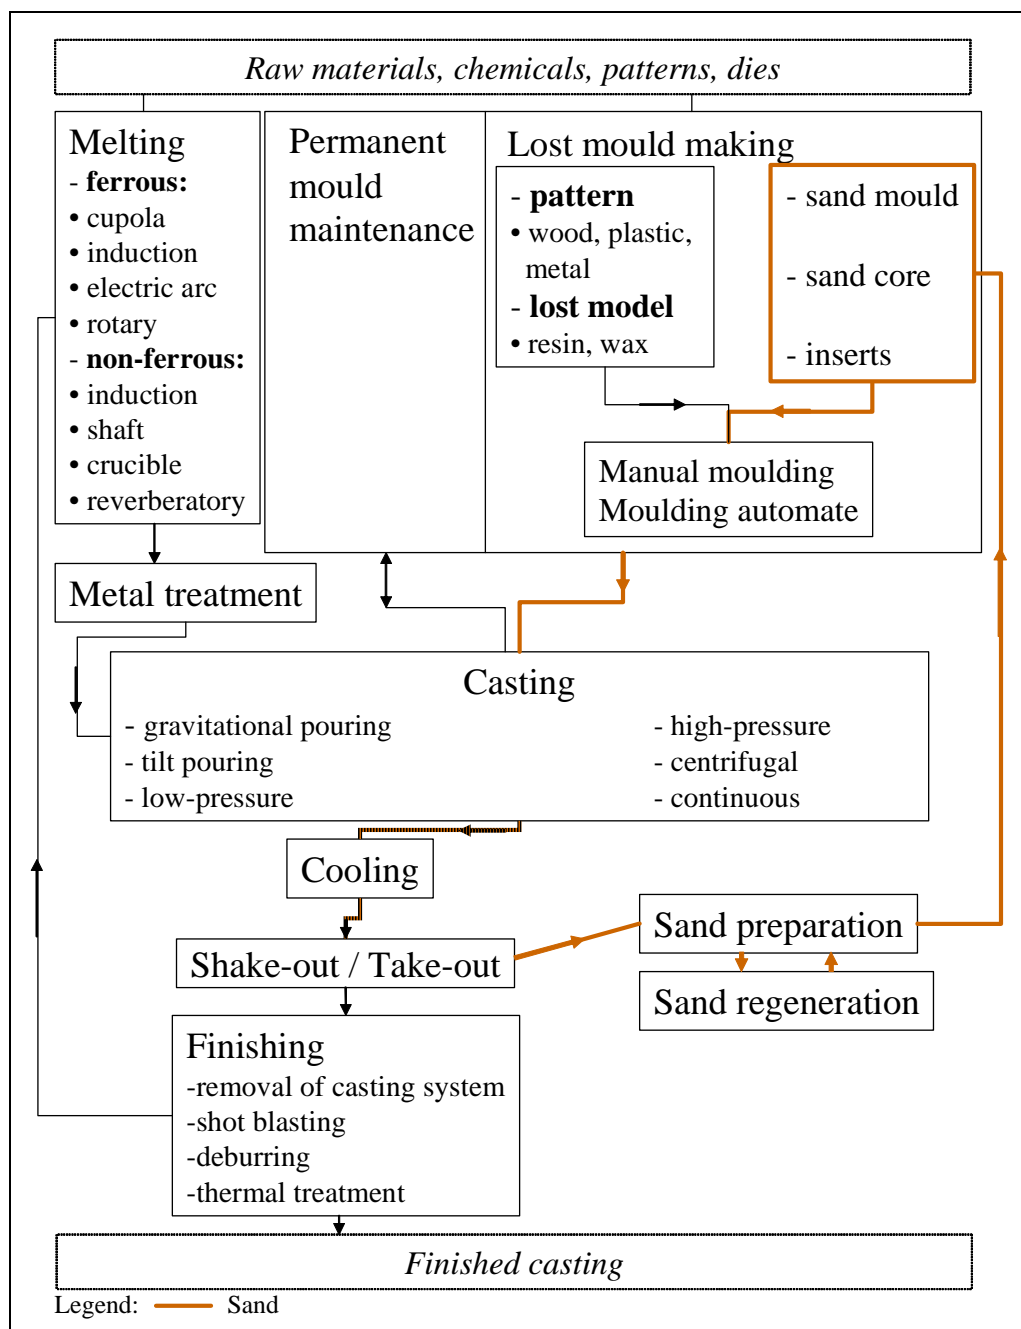 Raw materials, chemicals, patterns, dies
Melting
- ferrous:
• cupola
• induction
• electric arc
• rotary
- non-ferrous:
• induction
• shaft
• crucible
• reverberatory
Permanent
mould
maintenance
Lost mould making
- pattern
• wood, plastic,
metal
- lost model
• resin, wax
- sand mould
- sand core
- inserts
Manual moulding
Moulding automate
Metal treatment
Casting
- gravitational pouring
- tilt pouring
- low-pressure
- high-pressure
- centrifugal
- continuous
Cooling
Shake-out / Take-out
Sand preparation
Sand regeneration
Finishing
-removal of casting system
-shot blasting
-deburring
-thermal treatment
Finished casting
Legend: Sand